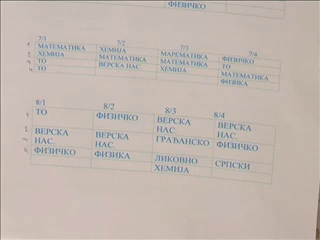 ФИЗИЧКО
7/1 7/2 7/3 7/4
МАТЕМАТИКА ХЕМИЈА МАРСМАТИКА ФИЗИЧКО
ХЕМИЈА МАТЕМАТИКА МАТЕМАТИКА ТО
ТО ВЕРСКА НАС. ХЕМИЈА МАТЕМАТИКА
ТО ФИЗИКА
8/1 8/2 8/3 8/4
ТО ФИЗИЧКО ВЕРСКА ВЕРСКА
НАС. НАС.
ВЕРСКА ВЕРСКА ГРАЂАНСКО ФИЗИЧКО
НАС. НАС.
ФИЗИЧКО ФИЗИКА ЛИКОВНО СРПСКИ
ХЕМИЈА